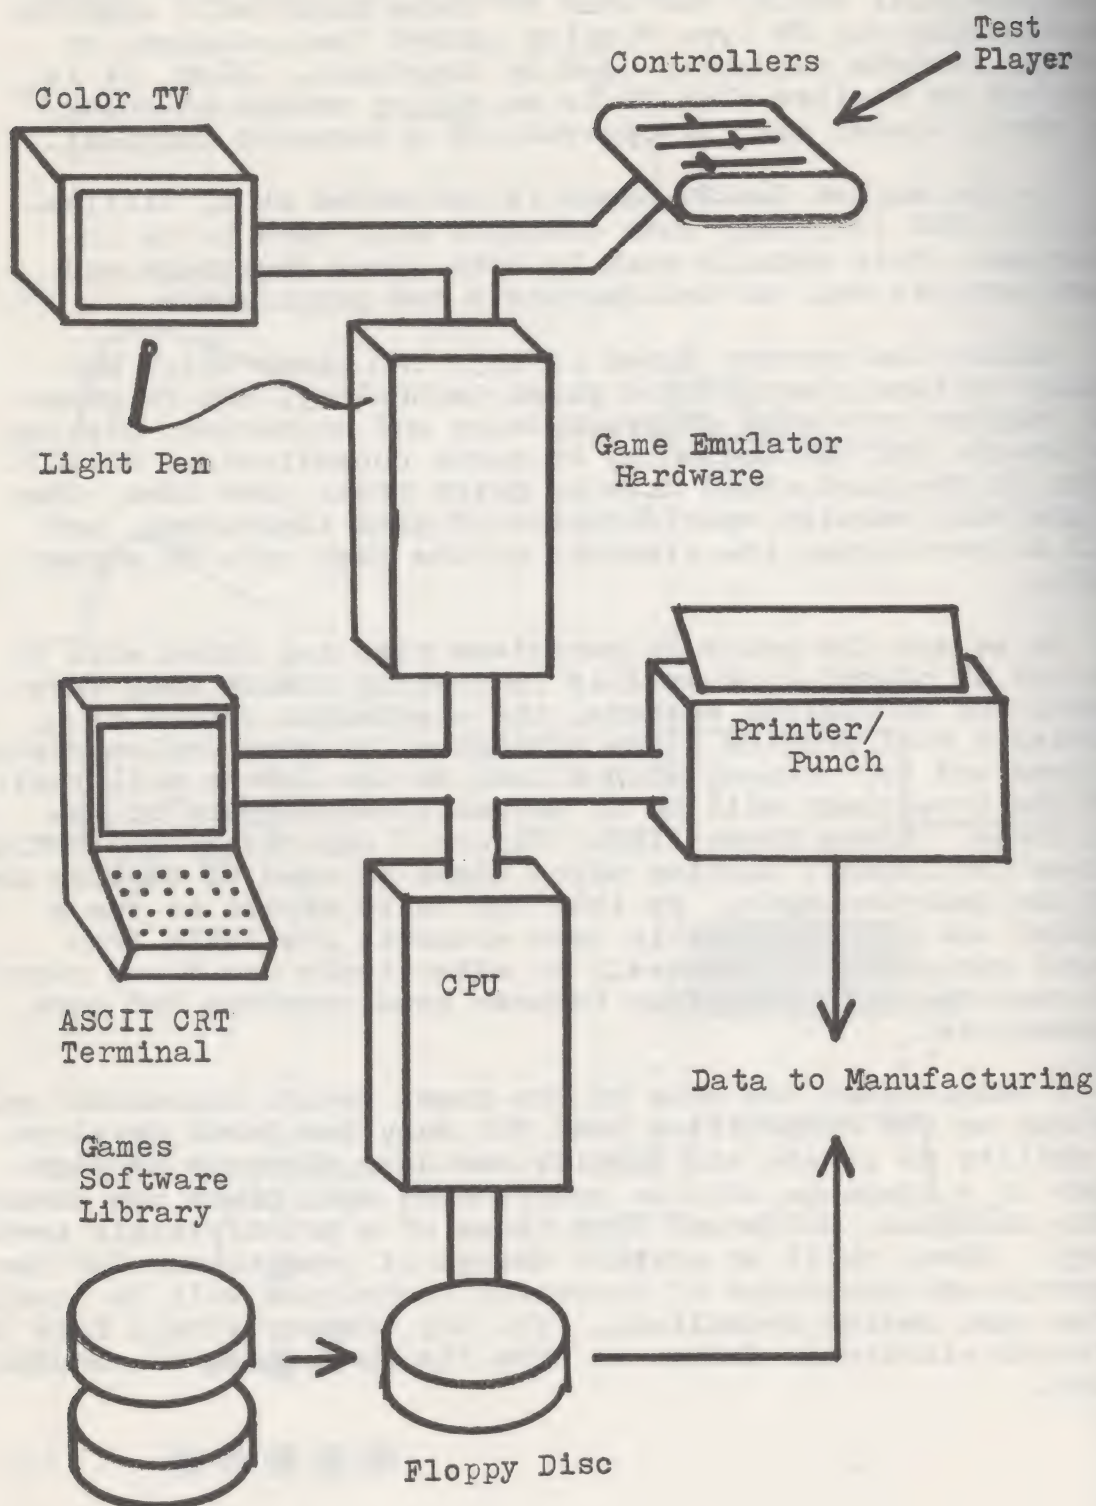 Test
Player
Controllers
Color TV
Light Pen
Game Emulator
Hardware
Printer/
Punch
CPU
ASCII CRT
Terminal
Data to Manufacturing
Games
Software
Library
Floppy Disc